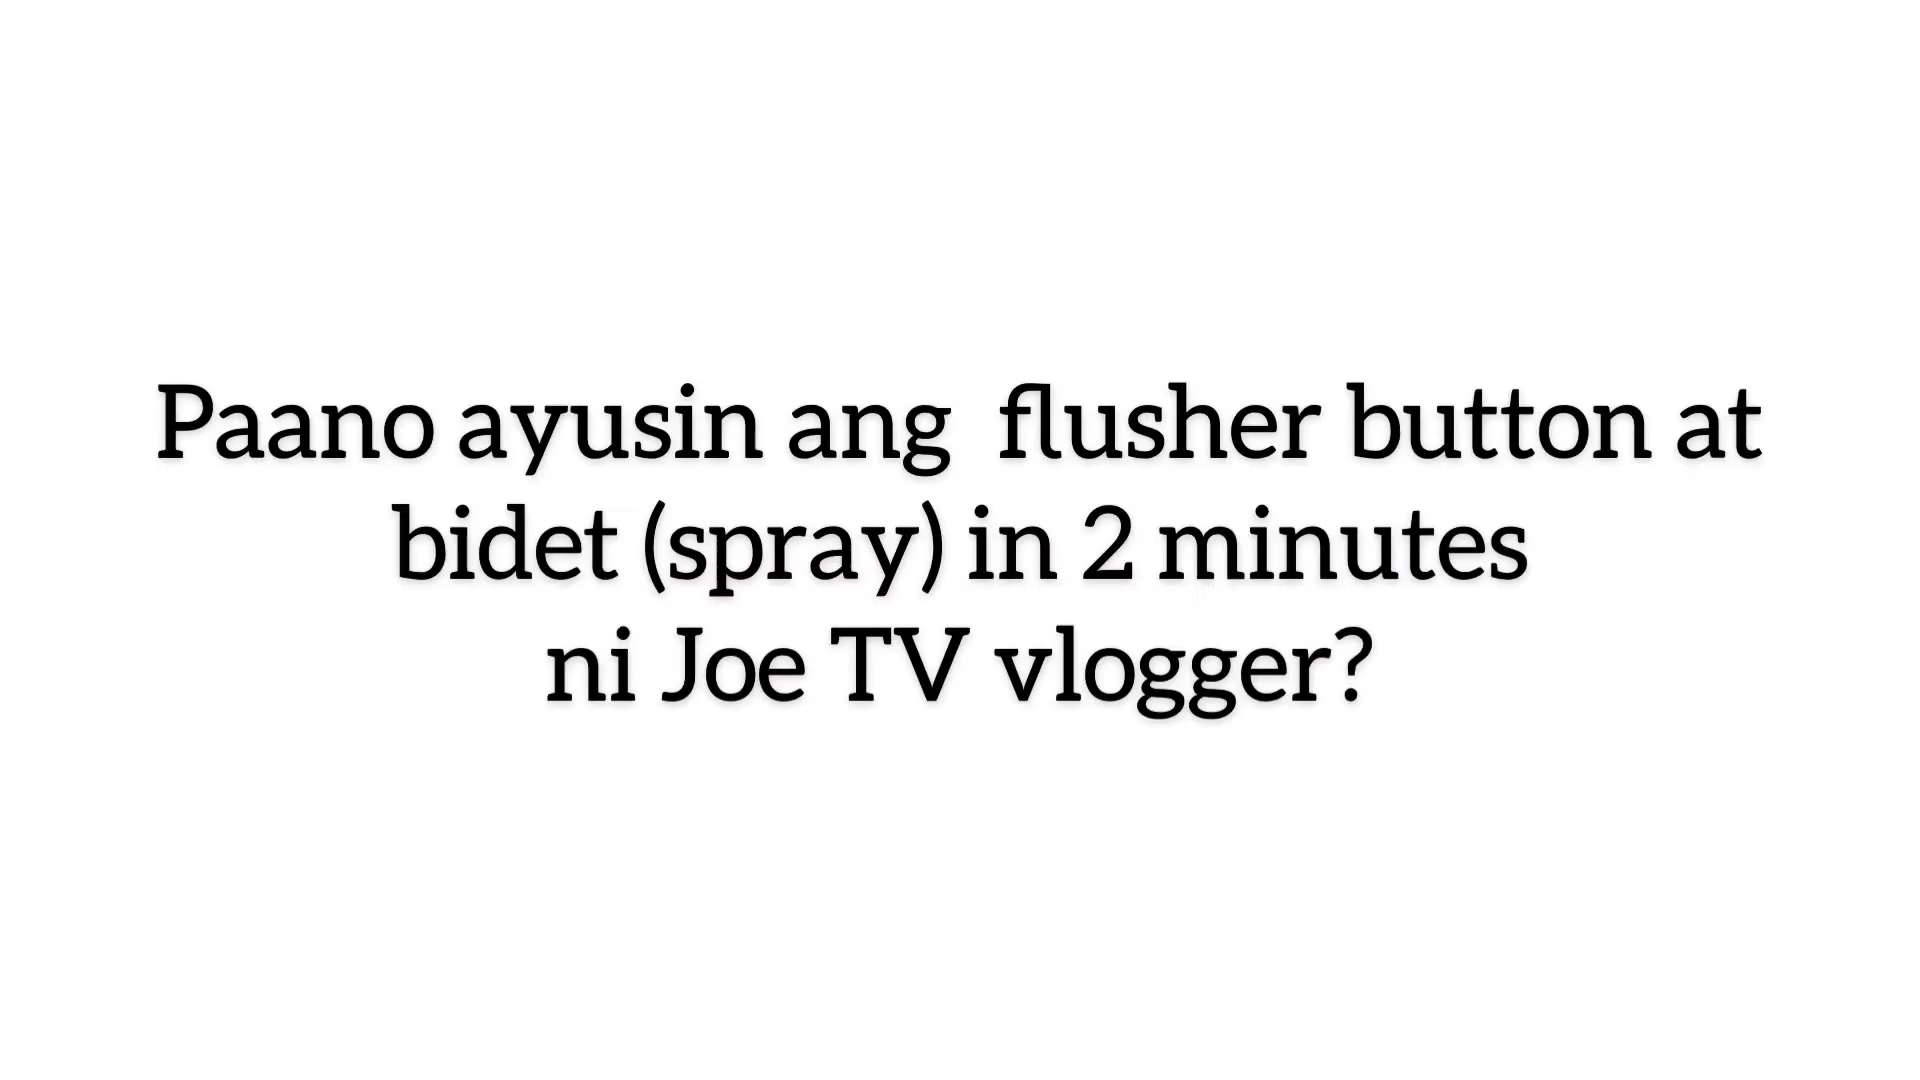 Paano ayusin ang  flusher button at
bidet (spray) in 2 minutes
ni Joe TV vlogger?